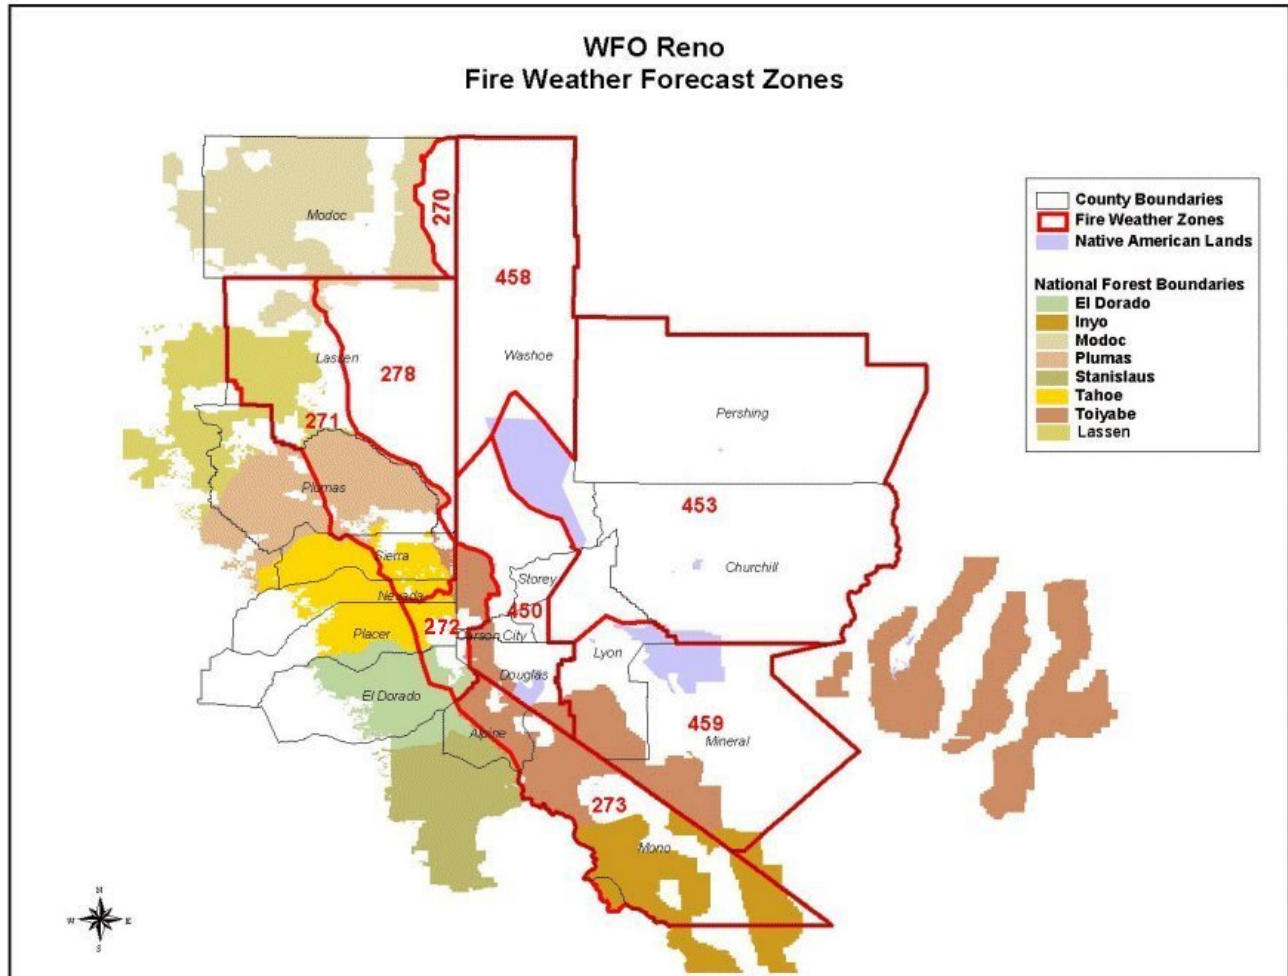 WFO Reno
Fire Weather Forecast Zones
County Boundaries
Fire Weather Zones
Native American Lands
National Forest Boundaries
El Dorado
Inyo
Modoc
Plumas
Stanislaus
Tahoe
Toiyabe
Lassen
270
Modoc
458
Lassen
278
Washoe
271
Pershing
Plumas
453
Sierra
Churchill
Storey
Nevada
450
272
Placer
Carson City
Lyon
Douglas
El Dorado
459
Alpine
Mineral
273
Mono
N
W
E
S